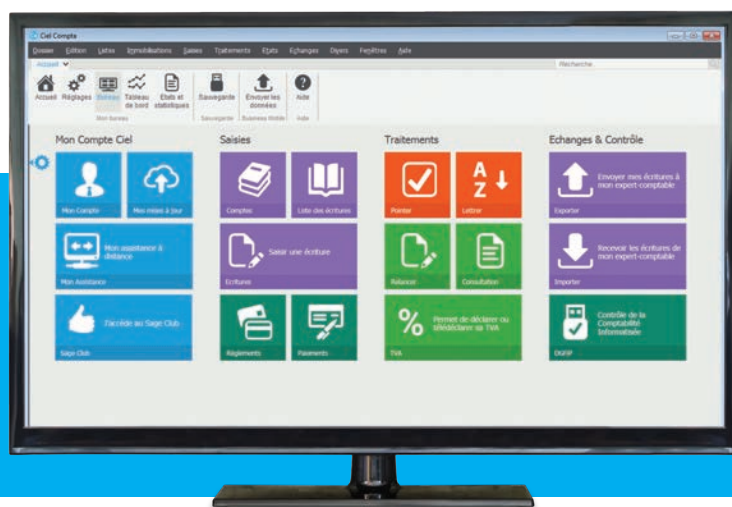 Ciel Compta
Dossier Edition Listes Immobilisations Saisies Traitements Etats Echanges Divers Fenêtres Aide
Accueil
Recherche
Accueil Réglages Bureau Tableau de bord Etats et statistiques Sauvegarde Envoyer les données Aide
Mon bureau Sauvegarde Business Mobile Aide
Mon Compte Ciel Saisies Traitements Echanges & Contrôle
A
Z
Envoyer mes écritures à
mon expert-comptable
Mon Compte Mes mises à jour Comptes Liste des écritures Pointer Lettrer Exporter
Mon assistance à
distance
Saisir une écriture
Recevoir les écritures de
mon expert-comptable
Mon Assistance Ecritures Relancer Consultation Importer
J'accède au Sage Club
%
Permet de déclarer ou
télédéclarer sa TVA
Contrôle de la
Comptabilité
Informatisée
Sage Club Règlements Paiements TVA DGFIP